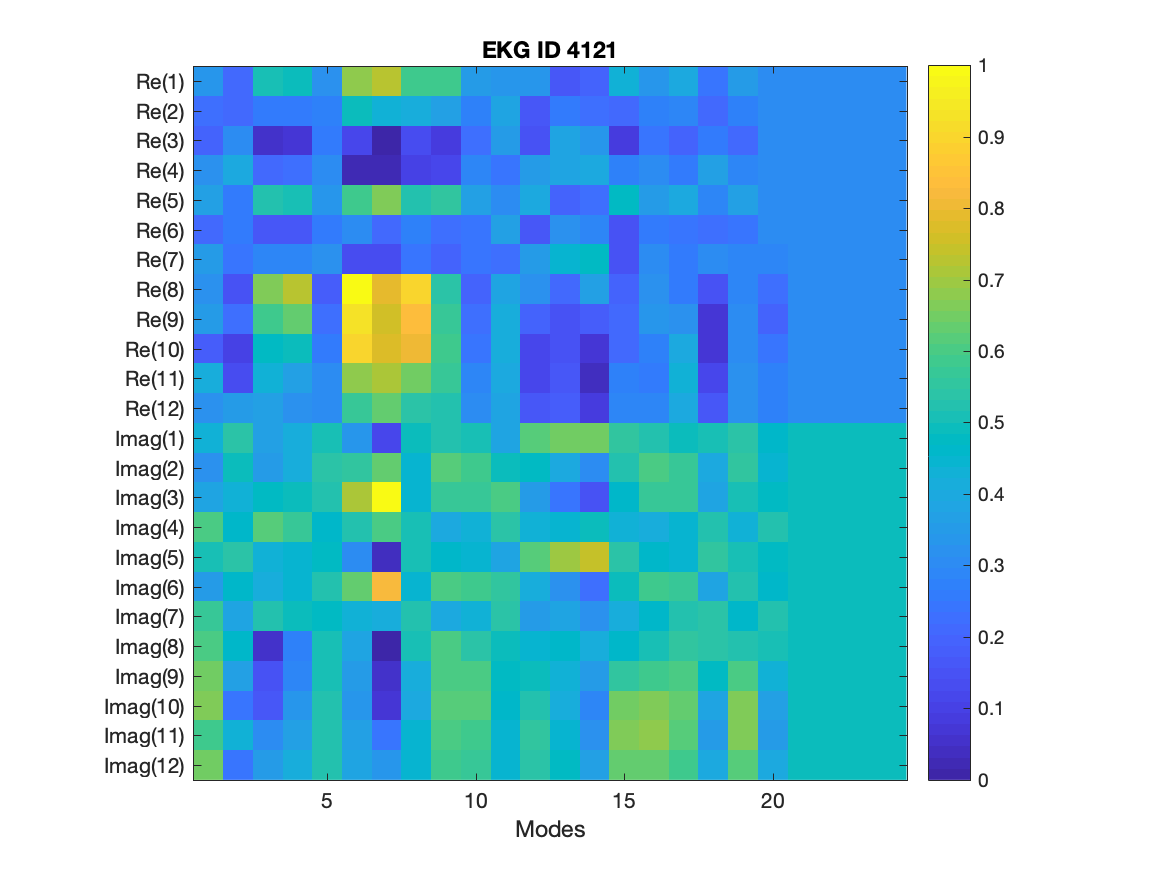 EKG ID 4121
Re(1)
Re(2)
Re(3)
Re(4)
Re(5)
Re(6)
Re(7)
Re(8)
Re(9)
Re(10)
Re(11)
Re(12)
Imag(1)
Imag(2)
Imag(3)
Imag(4)
Imag(5)
Imag(6)
Imag(7)
Imag(8)
Imag(9)
Imag(10)
Imag(11)
Imag(12)
5 10 15 20
Modes
1
0.9
0.8
0.7
0.6
0.5
0.4
0.3
0.2
0.1
0